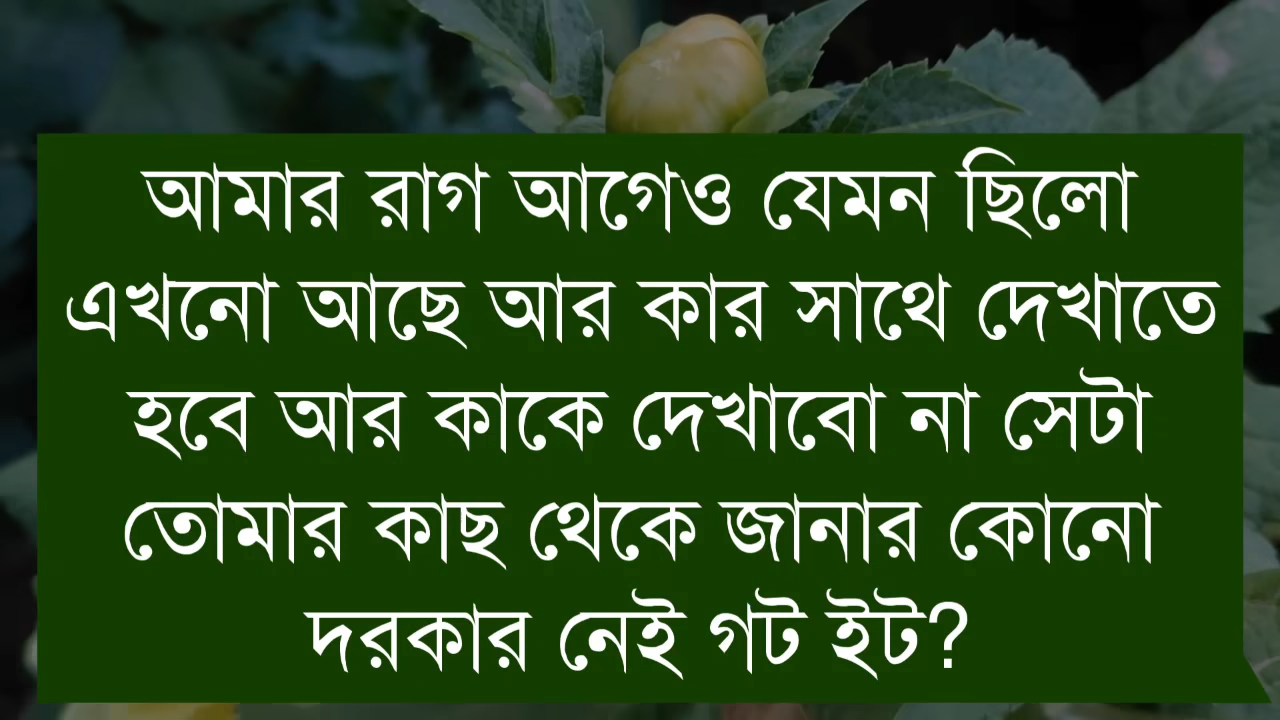 আমার রাগ আগেও যেমন ছিলো
এখনো আছে আর কার সাথে দেখাতে
হবে আর কাকে দেখাবো না সেটা
তোমার কাছ থেকে জানার কোনো
দরকার নেই গট ইট?